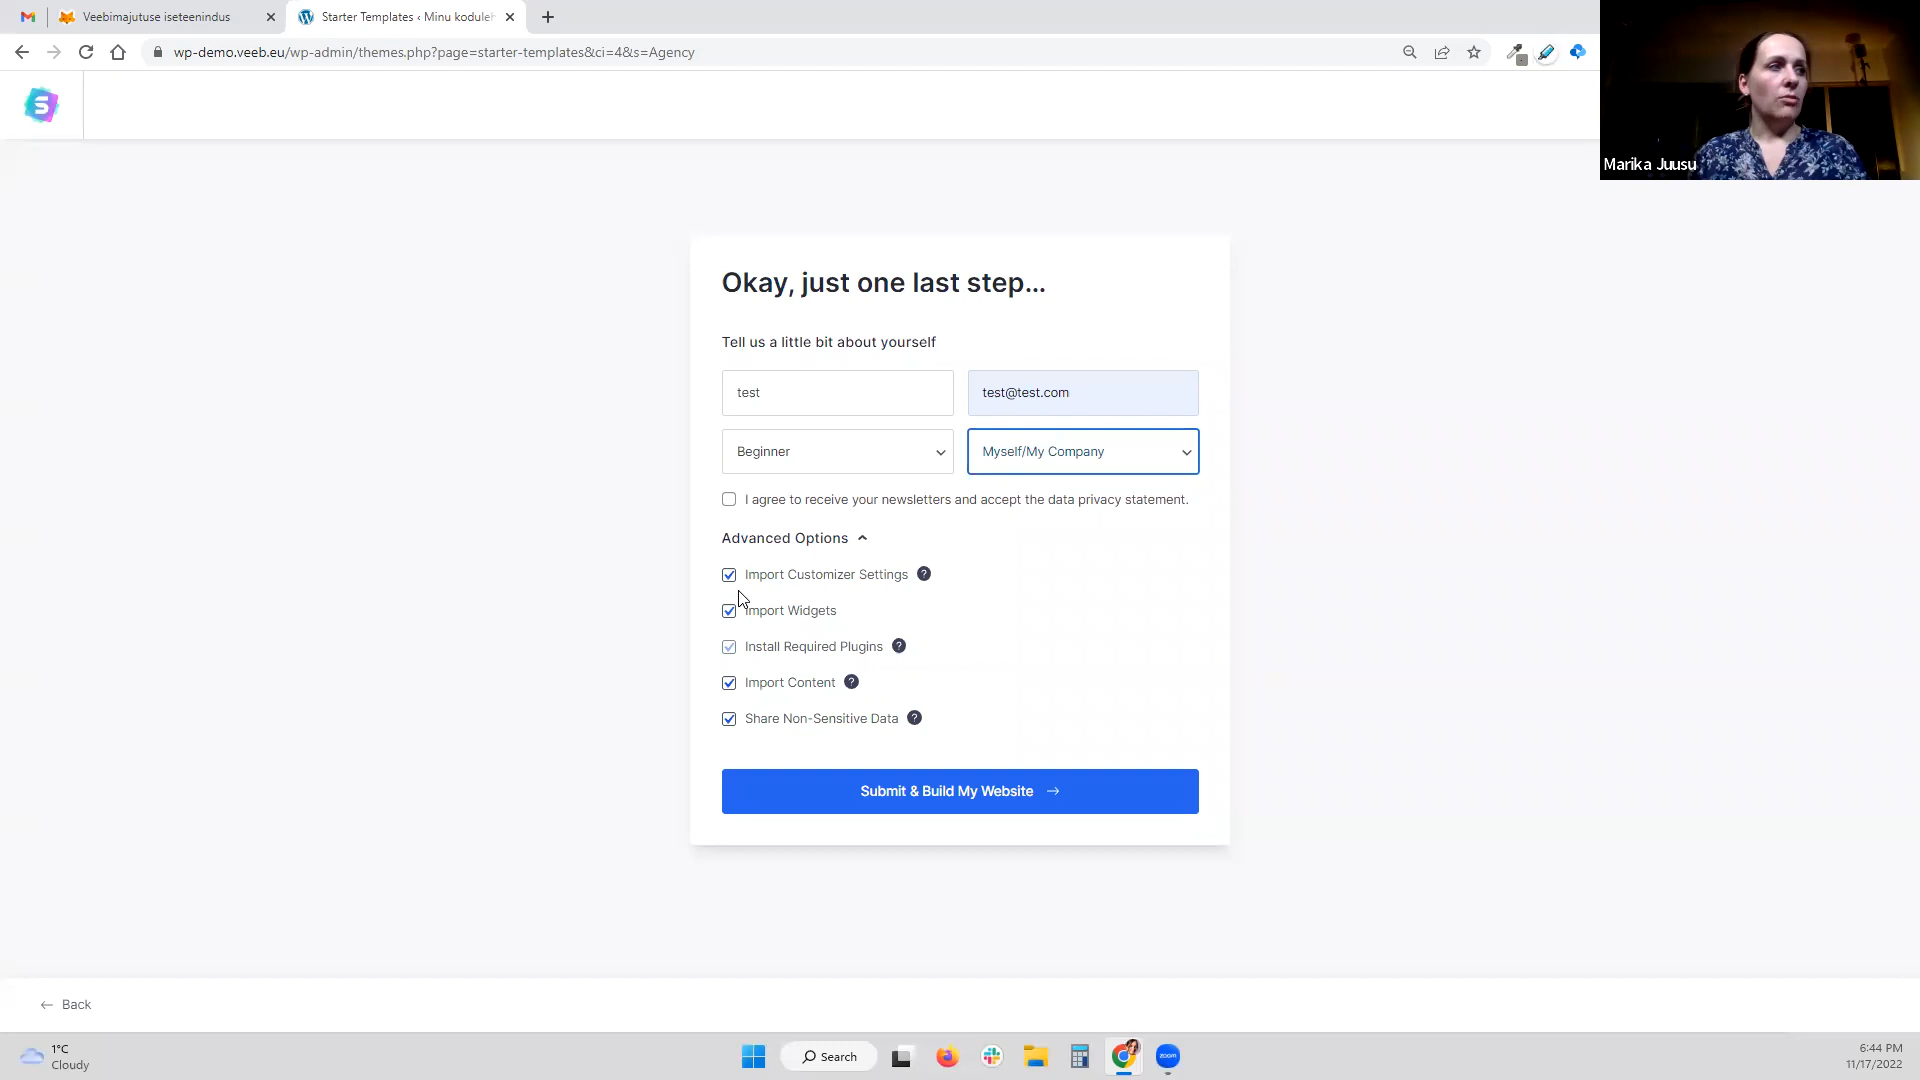 Veebimajutuse iseteenindus
Starter Templates ‹ Minu koduleh
wp-demo.veeb.eu/wp-admin/themes.php?page=starter-templates&ci=4&s=Agency
S
Marika Juusu
Okay, just one last step...
Tell us a little bit about yourself
test
test@test.com
Beginner
Myself/My Company
I agree to receive your newsletters and accept the data privacy statement.
Advanced Options
Import Customizer Settings ?
Import Widgets
Install Required Plugins ?
Import Content ?
Share Non-Sensitive Data ?
Submit & Build My Website →
← Back
1°C
Cloudy
Search
zoom
6:44 PM
11/17/2022